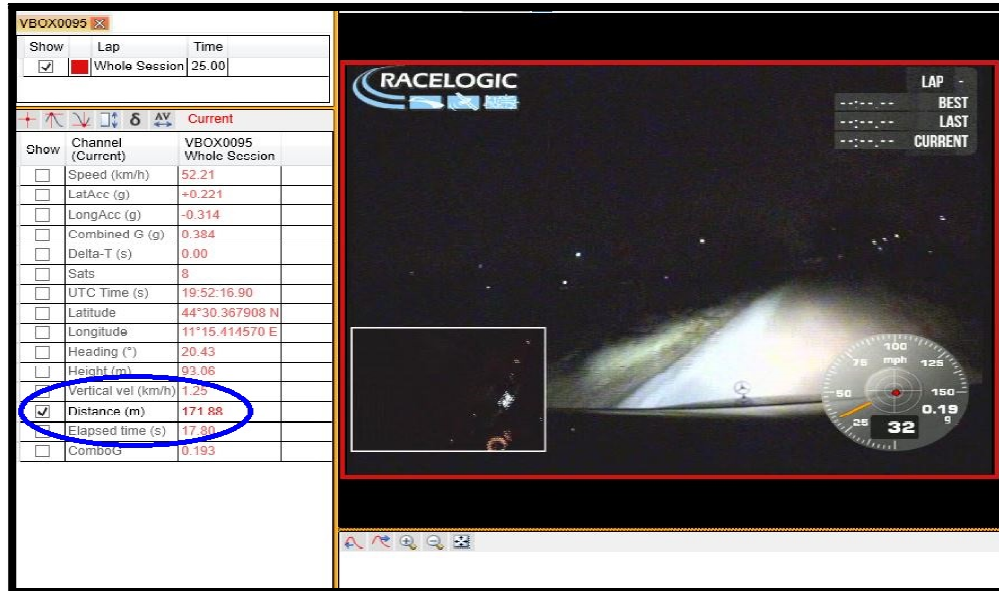 VBOX0095
Show Lap Time
Whole Session 25.00
Current
Show Channel (Current) VBOX0095 Whole Session
Speed (km/h) 52.21
LatAcc (g) +0.221
LongAcc (g) -0.314
Combined G (g) 0.384
Delta-T (s) 0.00
Sats 8
UTC Time (s) 19:52:16.90
Latitude 44°30.367908 N
Longitude 11°15.414570 E
Heading (°) 20.43
Height (m) 93.06
Vertical vel (km/h) 1.25
Distance (m) 171.88
Elapsed time (s) 17.80
ComboG 0.193
RACELOGIC
LAP -
--:--.-- BEST
--:--.-- LAST
--:--.-- CURRENT
100
75 mph 125
50 150
0.19
25 g
32